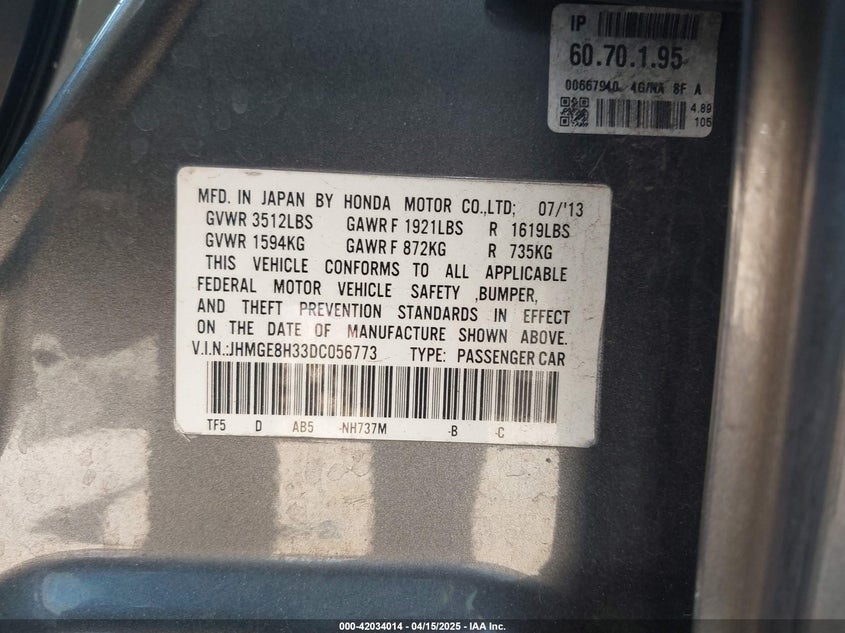 IP
60.70.1.95
00667940 4G/NA 8F A
4.89
105
MFD. IN JAPAN BY HONDA MOTOR CO.,LTD; 07/'13
GVWR 3512LBS GAWR F 1921LBS R 1619LBS
GVWR 1594KG GAWR F 872KG R 735KG
THIS VEHICLE CONFORMS TO ALL APPLICABLE
FEDERAL MOTOR VEHICLE SAFETY ,BUMPER,
AND THEFT PREVENTION STANDARDS IN EFFECT
ON THE DATE OF MANUFACTURE SHOWN ABOVE.
V.I.N.:JHMGE8H33DC056773 TYPE: PASSENGER CAR
TF5 D AB5 -NH737M -B -C
000-42034014 - 04/15/2025 - © IAA Inc.